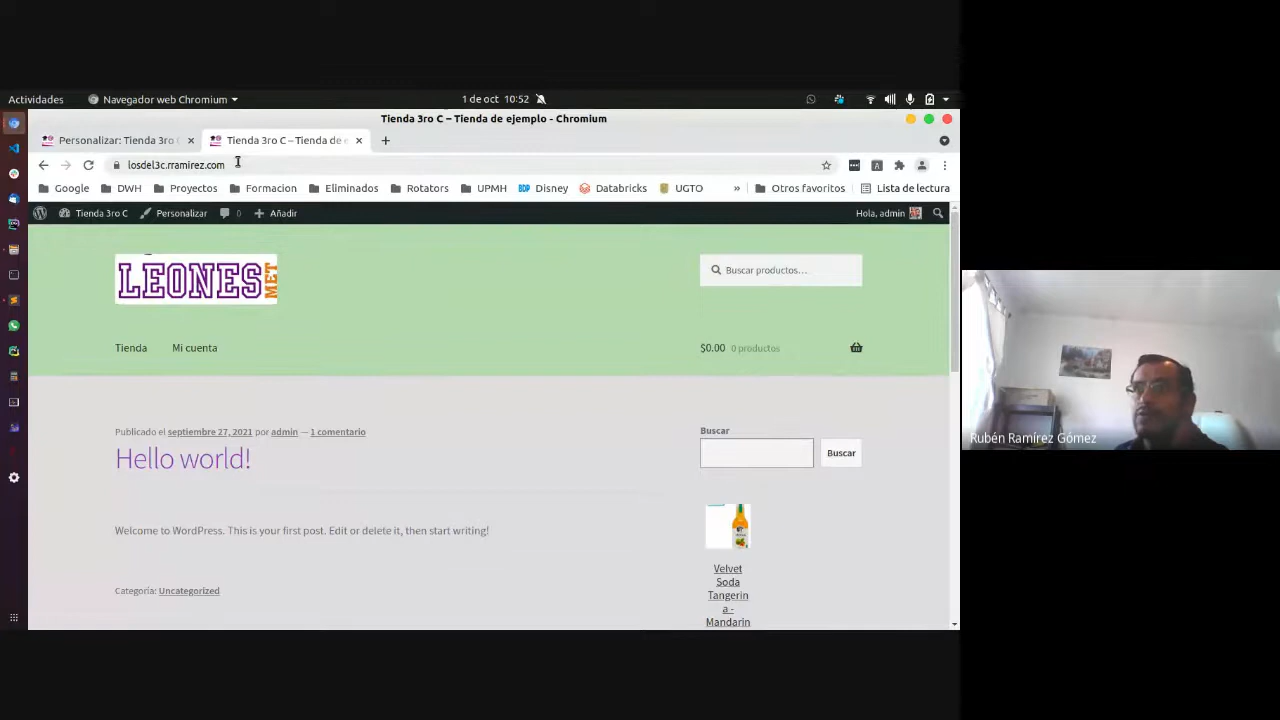 Actividades
Navegador web Chromium
1 de oct 10:52
Tienda 3ro C – Tienda de ejemplo - Chromium
Personalizar: Tienda 3ro
Tienda 3ro C – Tienda de e
losdel3c.rramirez.com
Google
DWH
Proyectos
Formacion
Eliminados
Rotators
UPMH
Disney
Databricks
UGTO
»
Otros favoritos
Lista de lectura
Tienda 3ro C
Personalizar
0
Añadir
Hola, admin
LEONES MET
Buscar productos…
Tienda
Mi cuenta
$0.00 0 productos
Publicado el septiembre 27, 2021 por admin — 1 comentario
Hello world!
Welcome to WordPress. This is your first post. Edit or delete it, then start writing!
Categoría: Uncategorized
Buscar
Buscar
Velvet
Soda
Tangerin
a -
Mandarin
Rubén Ramírez Gómez